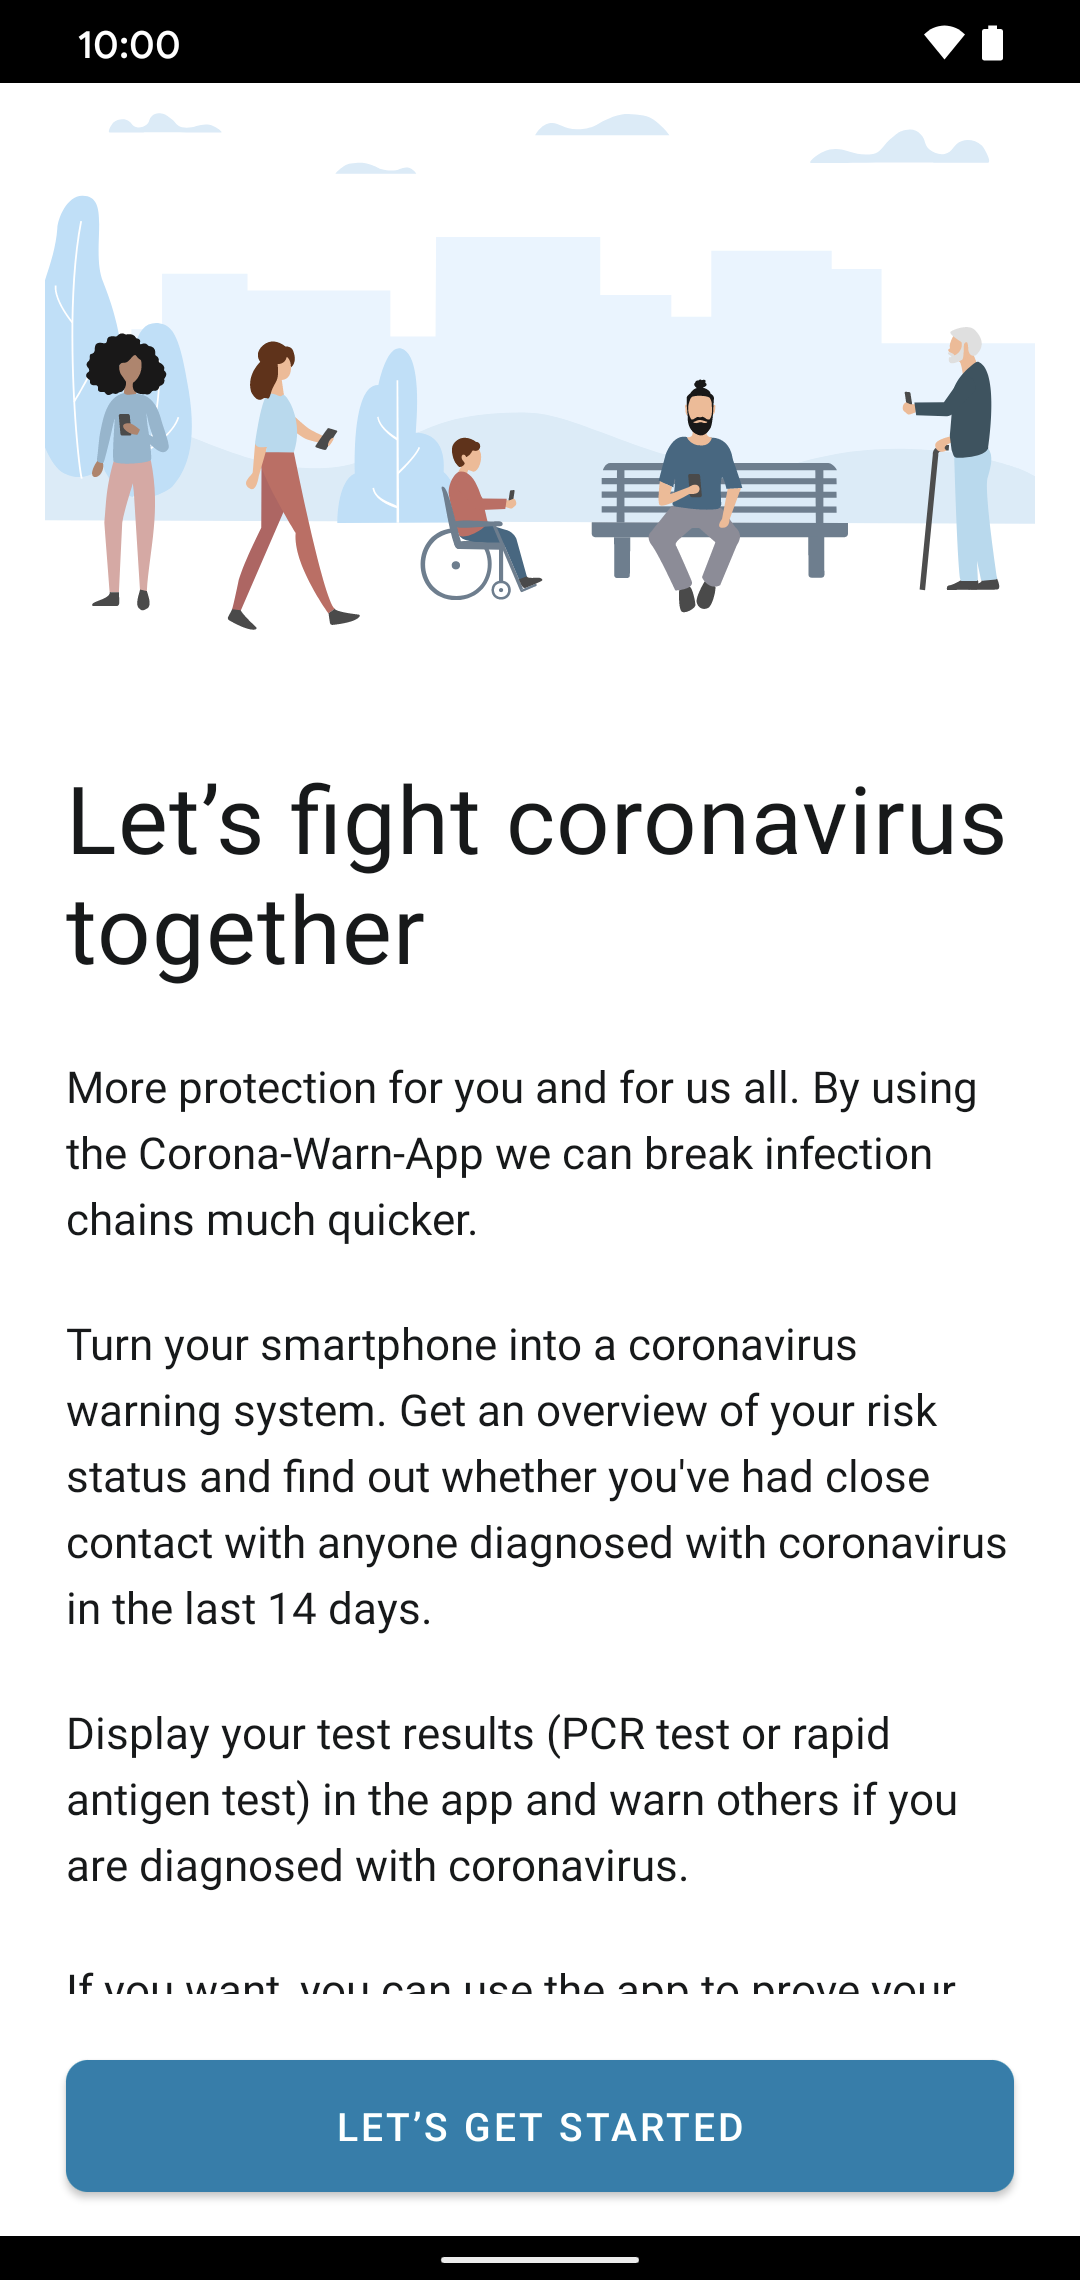 10:00
Let’s fight coronavirus
together
More protection for you and for us all. By using
the Corona-Warn-App we can break infection
chains much quicker.
Turn your smartphone into a coronavirus
warning system. Get an overview of your risk
status and find out whether you've had close
contact with anyone diagnosed with coronavirus
in the last 14 days.
Display your test results (PCR test or rapid
antigen test) in the app and warn others if you
are diagnosed with coronavirus.
If you want, you can use the app to prove your
LET’S GET STARTED